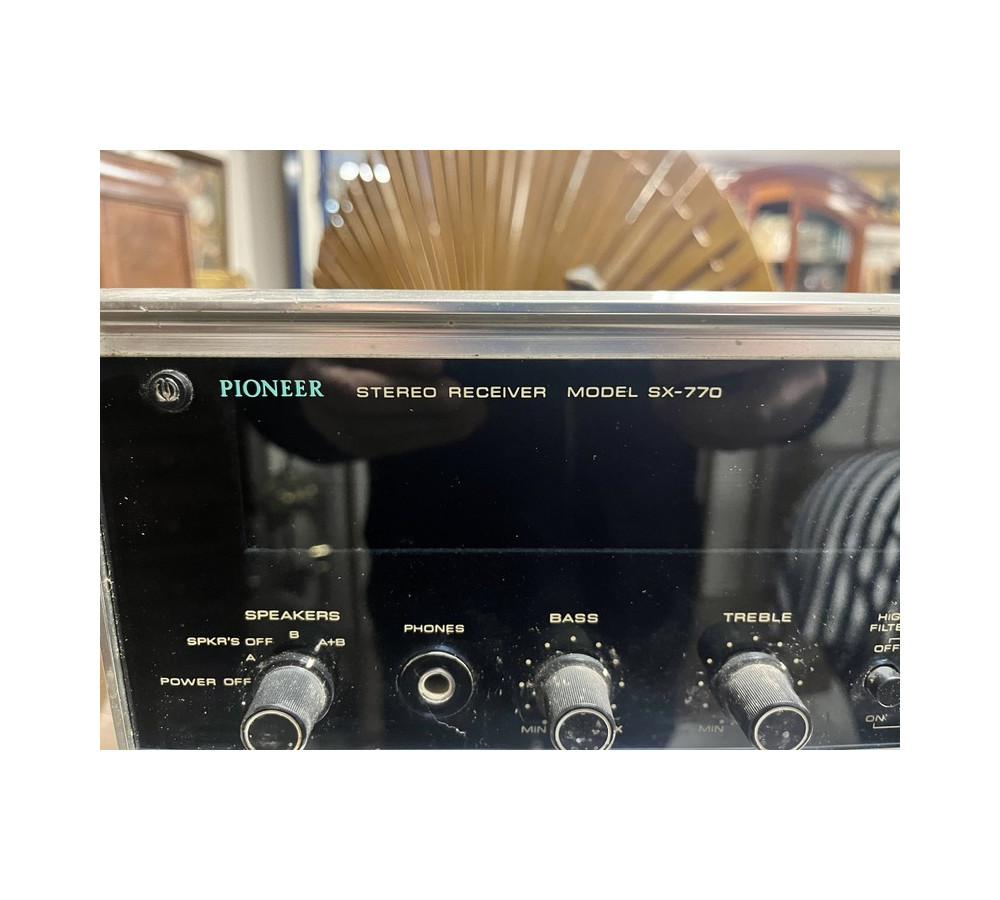 PIONEER STEREO RECEIVER MODEL SX-770
SPEAKERS
SPKR'S OFF
B
A+B
A
POWER OFF
PHONES
BASS
MIN
TREBLE
MIN
OFF
ON